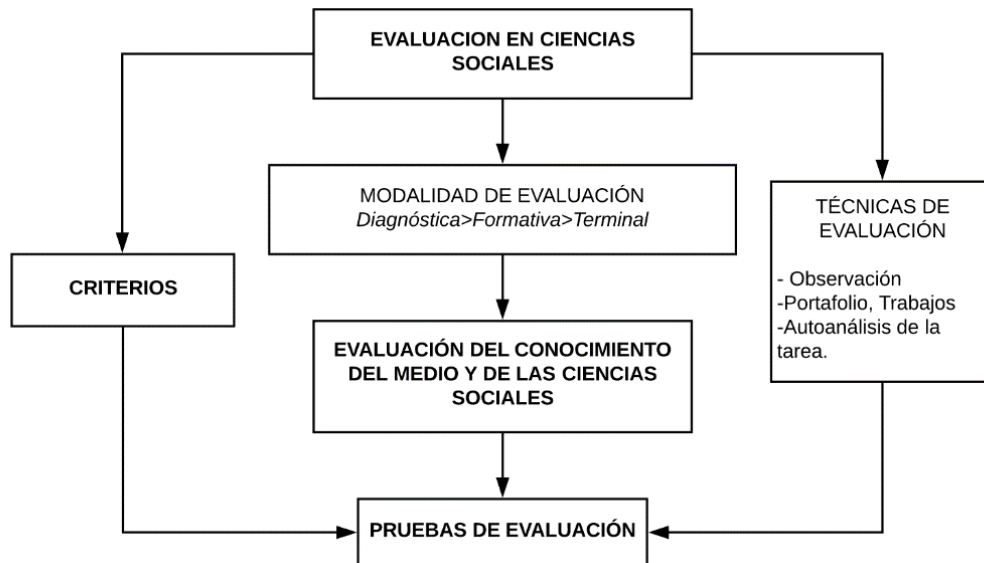 EVALUACION EN CIENCIAS
SOCIALES
MODALIDAD DE EVALUACIÓN
Diagnóstica>Formativa>Terminal
TÉCNICAS DE
EVALUACIÓN
- Observación
-Portafolio, Trabajos
-Autoanálisis de la
tarea.
CRITERIOS
EVALUACIÓN DEL CONOCIMIENTO
DEL MEDIO Y DE LAS CIENCIAS
SOCIALES
PRUEBAS DE EVALUACIÓN